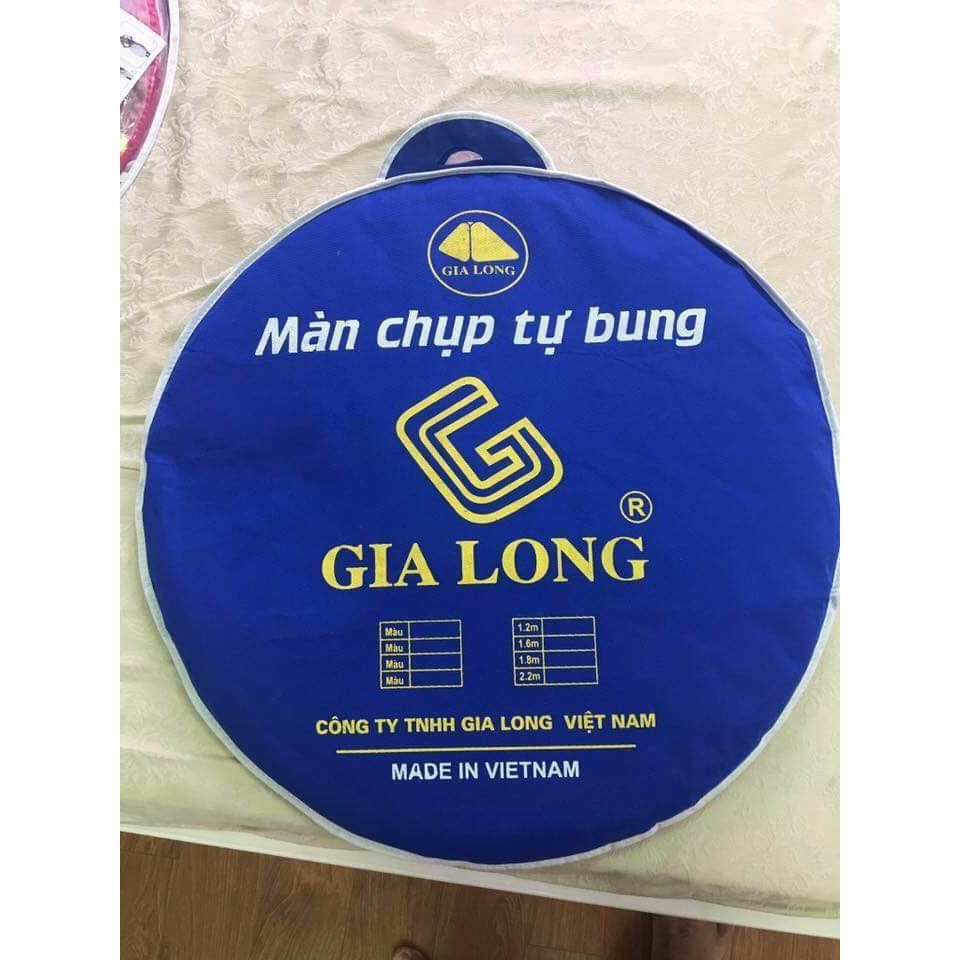 GIA LONG
Màn chụp tự bung
R
GIA LONG
Màu
Màu
Màu
Màu
1.2m
1.6m
1.8m
2.2m
CÔNG TY TNHH GIA LONG VIỆT NAM
MADE IN VIETNAM